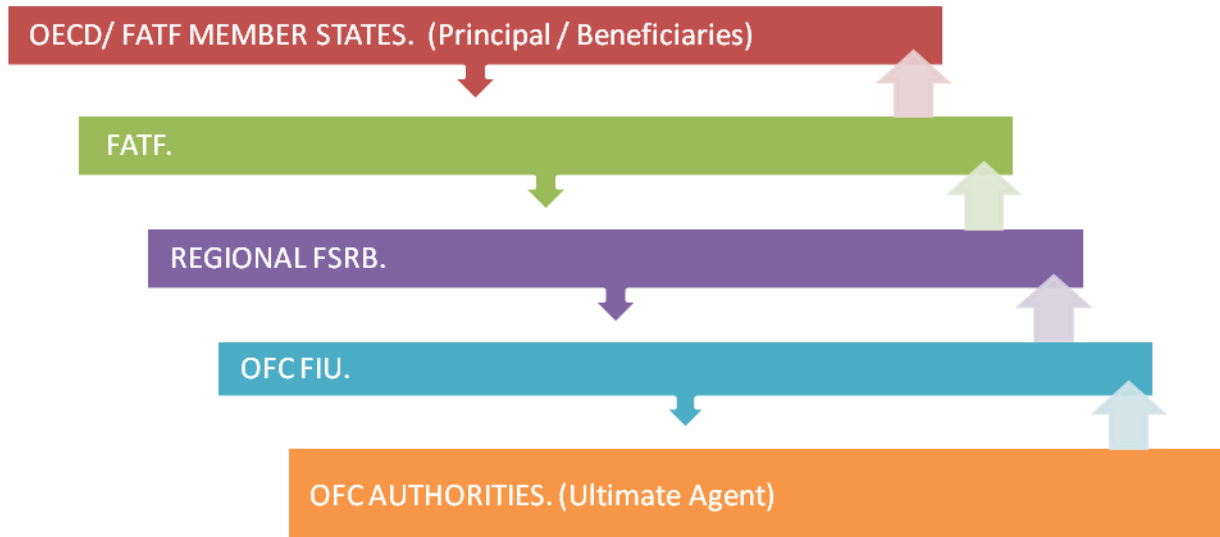 OECD/ FATF MEMBER STATES. (Principal / Beneficiaries)
FATF.
REGIONAL FSRB.
OFC FIU.
OFC AUTHORITIES. (Ultimate Agent)